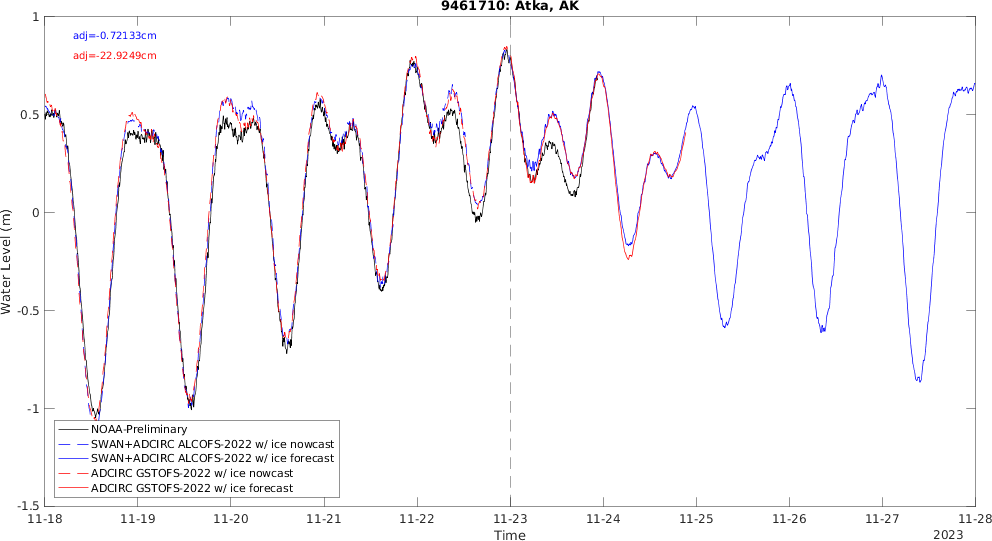 9461710: Atka, AK
adj=-0.72133cm
adj=-22.9249cm
Water Level (m)
1
0.5
0
-0.5
-1
-1.5
NOAA-Preliminary
SWAN+ADCIRC ALCOFS-2022 w/ ice nowcast
SWAN+ADCIRC ALCOFS-2022 w/ ice forecast
ADCIRC GSTOFS-2022 w/ ice nowcast
ADCIRC GSTOFS-2022 w/ ice forecast
11-18 11-19 11-20 11-21 11-22 11-23 11-24 11-25 11-26 11-27 11-28
Time
2023